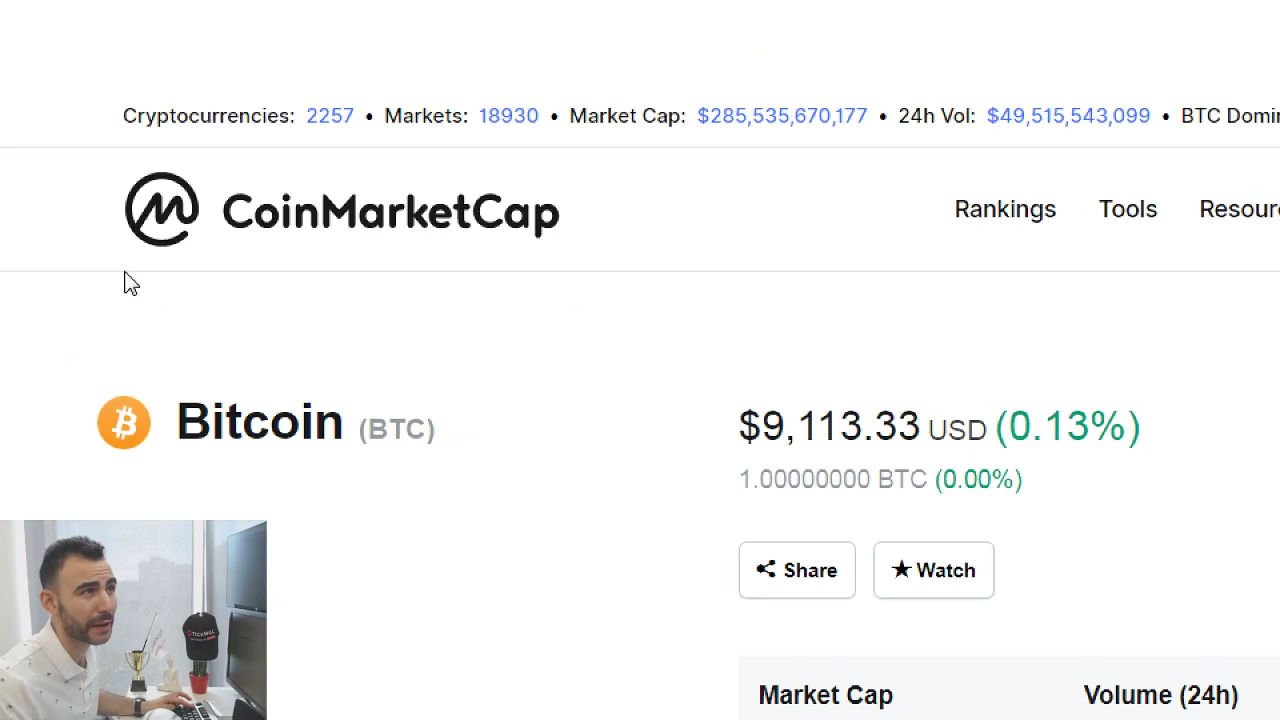 Cryptocurrencies: 2257 • Markets: 18930 • Market Cap: $285,535,670,177 • 24h Vol: $49,515,543,099 • BTC Domi
CoinMarketCap
Rankings Tools Resour
Bitcoin (BTC)
$9,113.33 USD (0.13%)
1.00000000 BTC (0.00%)
Share Watch
TICKMILL
Market Cap Volume (24h)